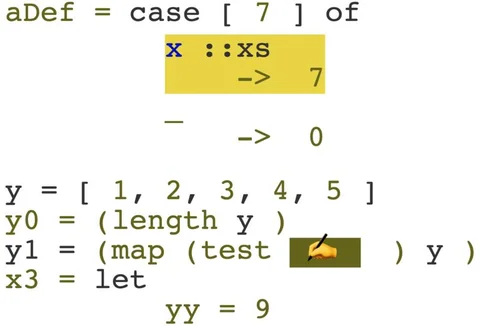 aDef = case [ 7 ] of
x ::xs
-> 7
_
-> 0
y = [ 1, 2, 3, 4, 5 ]
y0 = (length y )
y1 = (map (test ✍️ ) y )
x3 = let
yy = 9